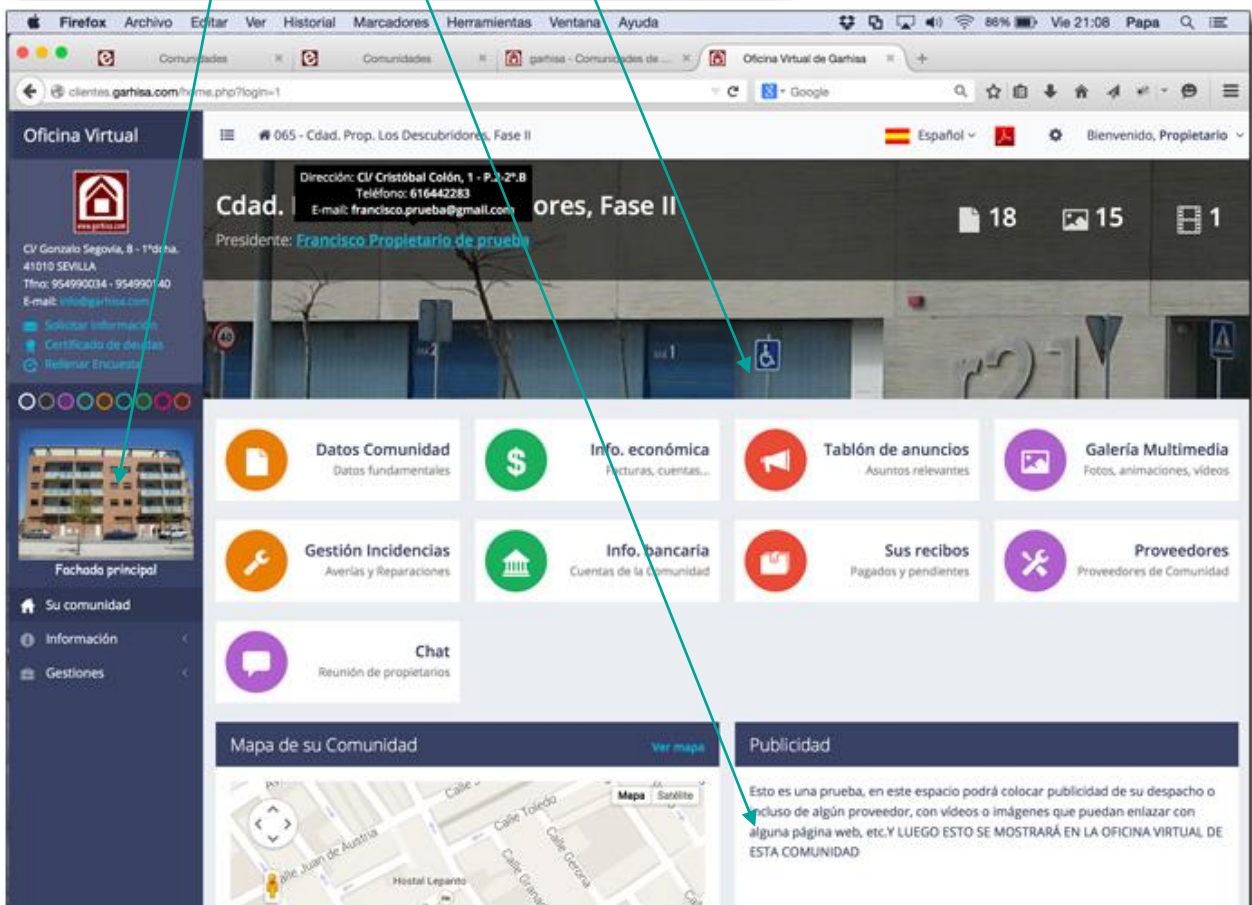 Firefox Archivo Editar Ver Historial Marcadores Herramientas Ventana Ayuda 86% Vie 21:08 Papa
Comunidades Comunidades garhisa - Comunidades de ... Oficina Virtual de Garhisa
clientes.garhisa.com/home.php?login=1 Google
Oficina Virtual 065 - Cdad. Prop. Los Descubridores, Fase II Español Bienvenido, Propietario
www.garhisa.com
C/ Gonzalo Segovia, 8 - 1ºdcha.
41010 SEVILLA
Tfno: 954990034 - 954990140
E-mail: info@garhisa.com
Solicitar Información
Certificado de deudas
Rellenar Encuesta
Fachada principal
Su comunidad
Información
Gestiones
Dirección: C/ Cristóbal Colón, 1 - P.2-2º.B
Teléfono: 616442283
E-mail: francisco.prueba@gmail.com
Cdad. ores, Fase II
Presidente: Francisco Propietario de prueba
18 15 1
40
2
1
r21
Datos Comunidad
Datos fundamentales
Info. económica
Facturas, cuentas...
Tablón de anuncios
Asuntos relevantes
Galería Multimedia
Fotos, animaciones, vídeos
Gestión Incidencias
Averías y Reparaciones
Info. bancaria
Cuentas de la Comunidad
Sus recibos
Pagados y pendientes
Proveedores
Proveedores de Comunidad
Chat
Reunión de propietarios
Mapa de su Comunidad Ver mapa
Mapa Satélite
Calle Toledo
Calle Juan de Austria
Calle Gerona
Calle Grana
Hostal Lepanto
Publicidad
Esto es una prueba, en este espacio podrá colocar publicidad de su despacho o
incluso de algún proveedor, con vídeos o imágenes que puedan enlazar con
alguna página web, etc.Y LUEGO ESTO SE MOSTRARÁ EN LA OFICINA VIRTUAL DE
ESTA COMUNIDAD